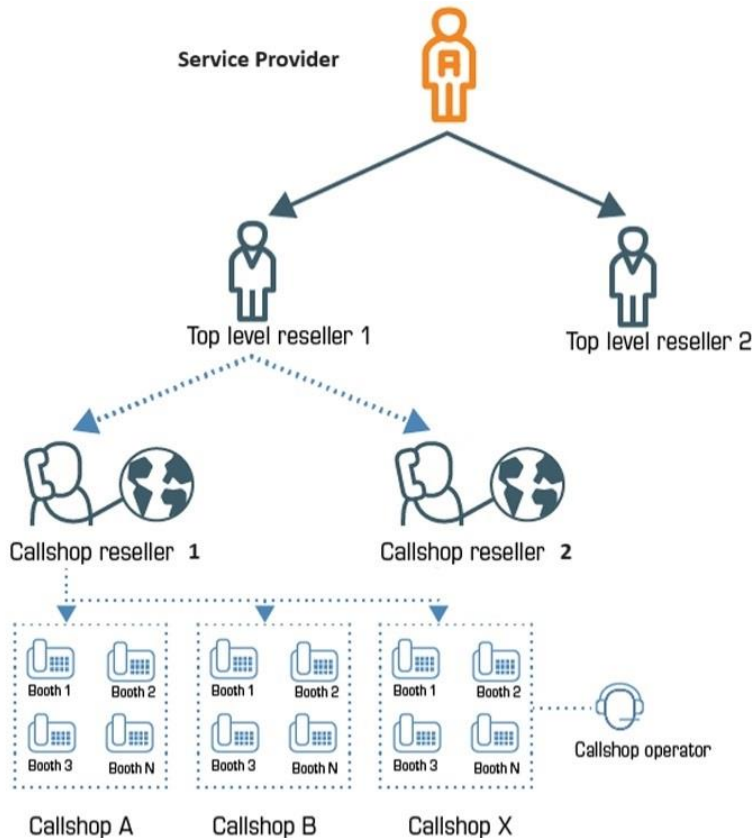 Service Provider
A
Top level reseller 1
Top level reseller 2
Callshop reseller 1
Callshop reseller 2
Booth 1
Booth 2
Booth 1
Booth 2
Booth 1
Booth 2
Booth 3
Booth N
Booth 3
Booth N
Booth 3
Booth N
Callshop operator
Callshop A
Callshop B
Callshop X